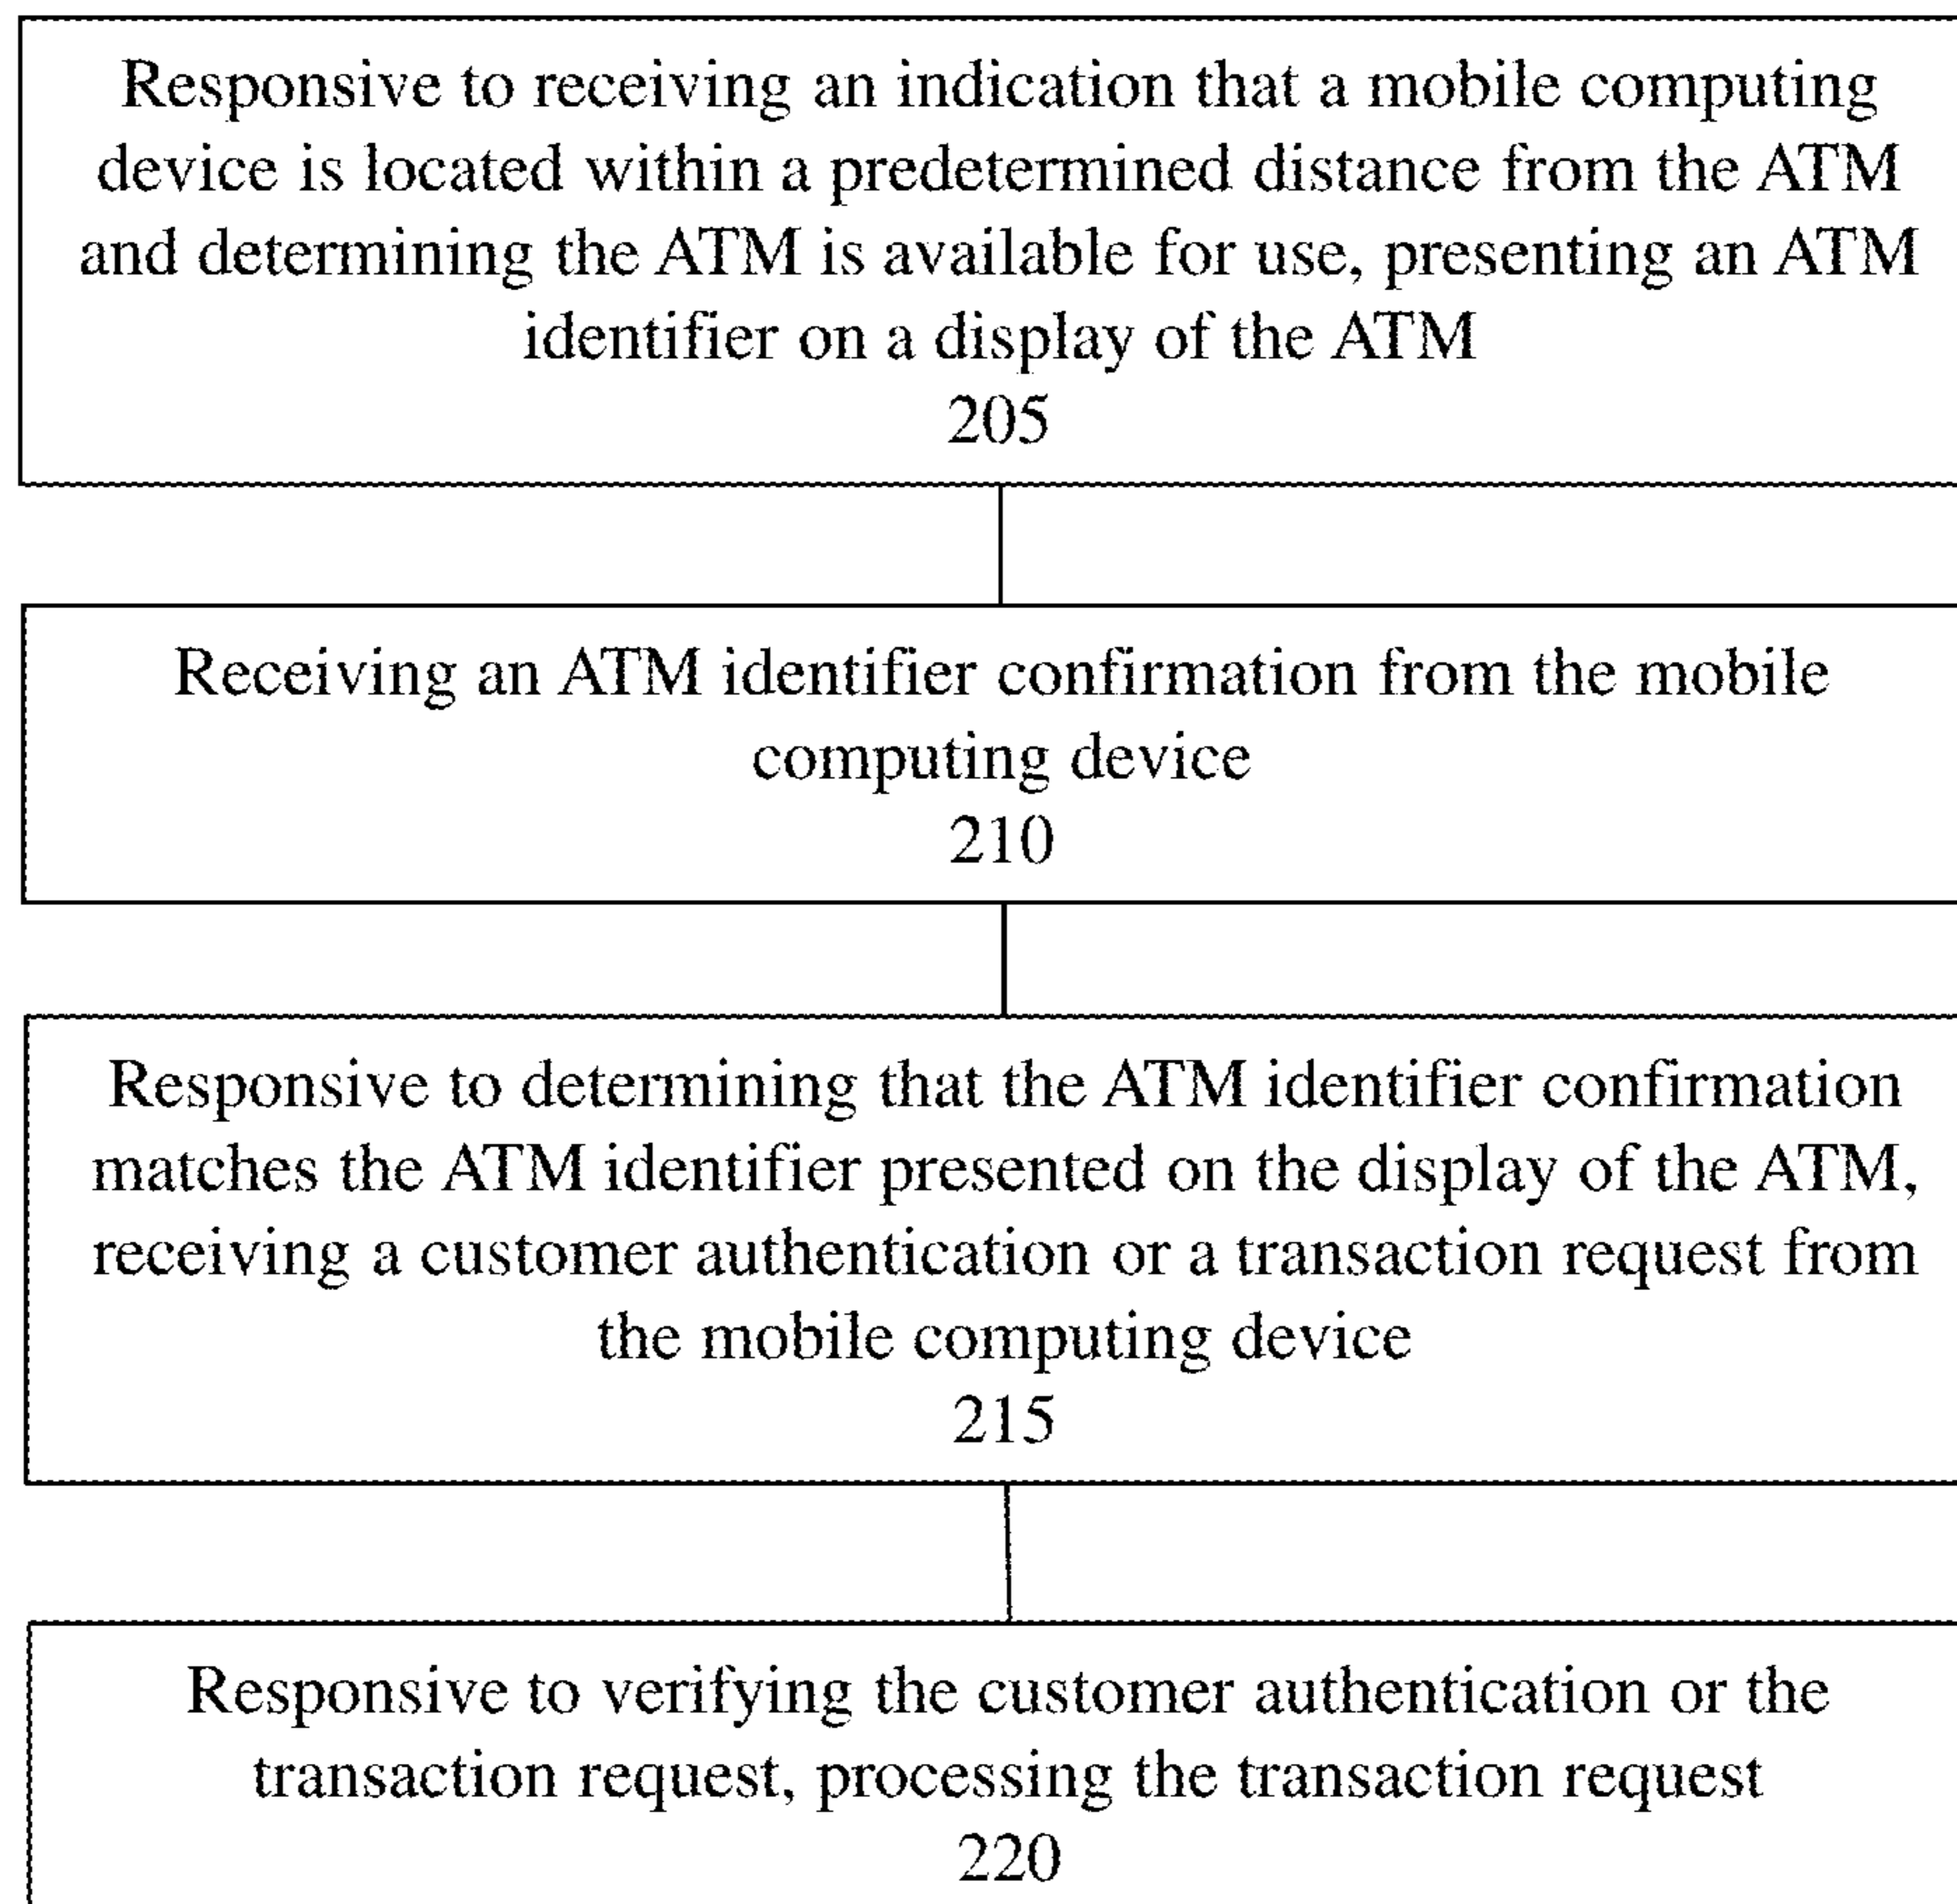 Responsive to receiving an indication that a mobile computing
device is located within a predetermined distance from the ATM
and determining the ATM is available for use, presenting an ATM
identifier on a display of the ATM
205
Receiving an ATM identifier confirmation from the mobile
computing device
210
Responsive to determining that the ATM identifier confirmation
matches the ATM identifier presented on the display of the ATM,
receiving a customer authentication or a transaction request from
the mobile computing device
215
Responsive to verifying the customer authentication or the
transaction request, processing the transaction request
220